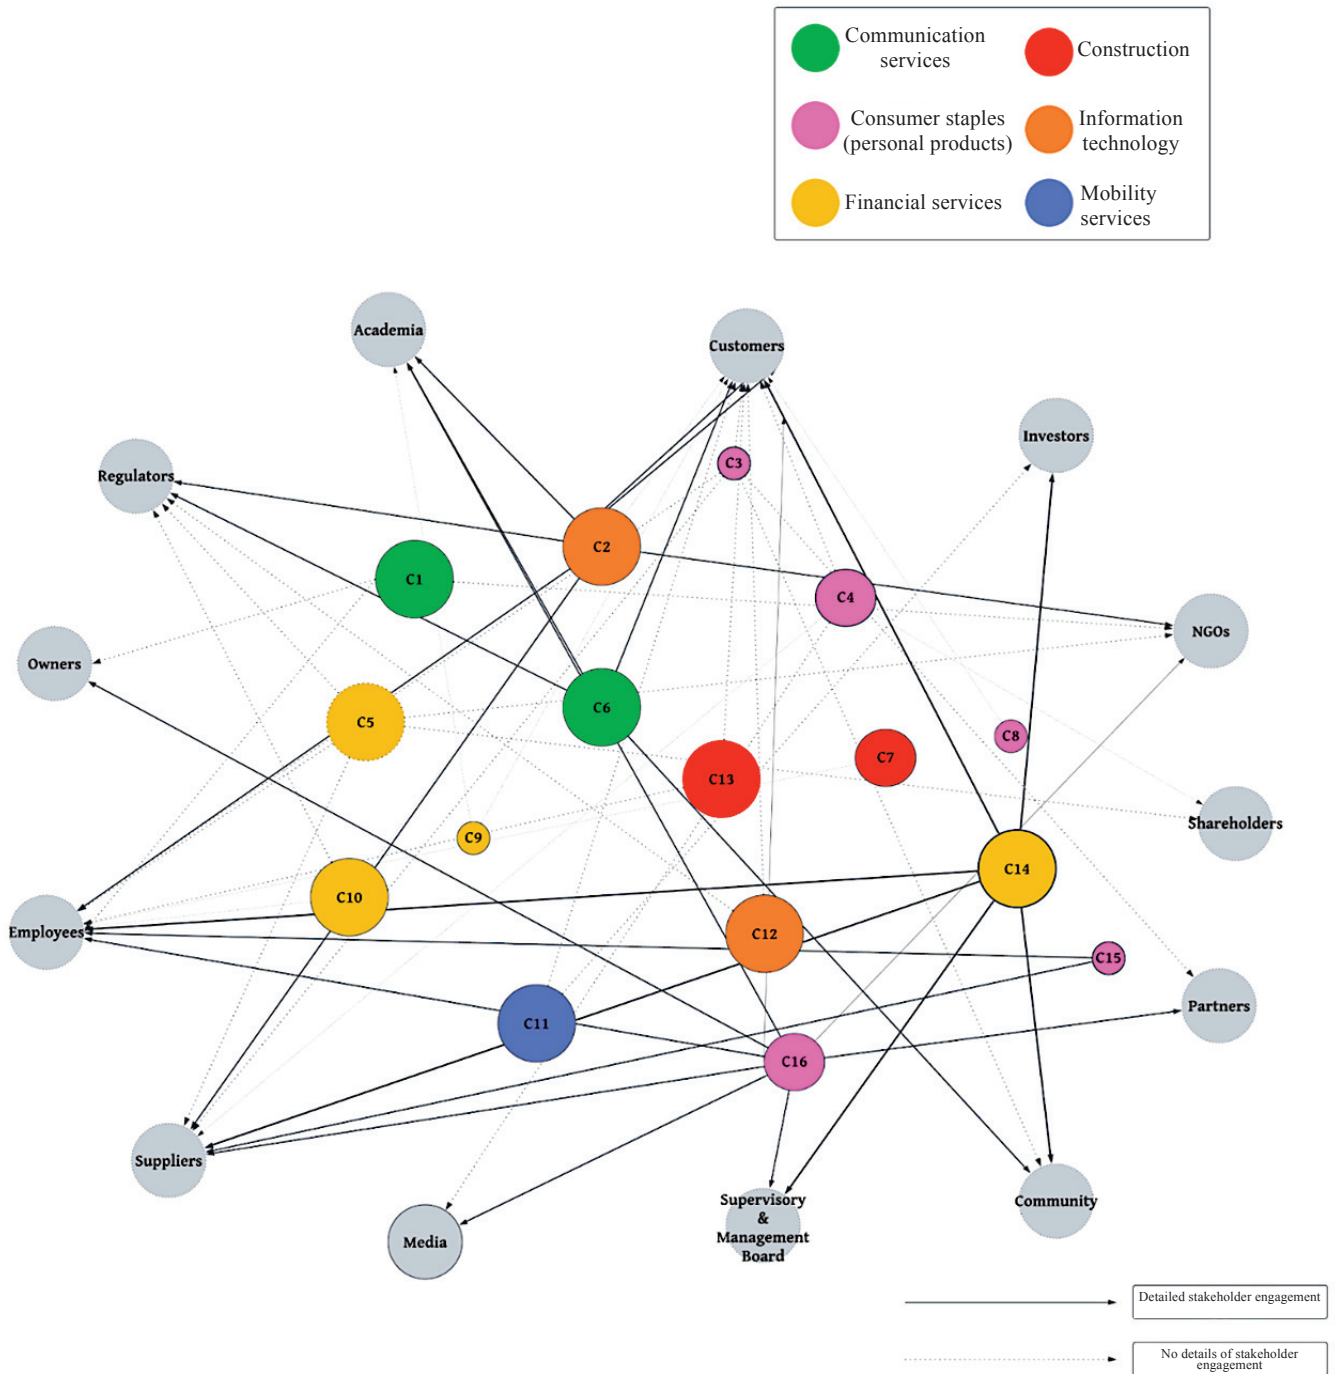 Communication
services
Construction
Consumer staples
(personal products)
Information
technology
Financial services
Mobility
services
Academia
Customers
Investors
Regulators
C3
C2
C1
C4
NGOs
Owners
C5
C6
C8
C7
C13
Shareholders
C9
C14
C10
Employees
C12
C15
Partners
C11
C16
Suppliers
Community
Supervisory
&
Management
Board
Media
Detailed stakeholder engagement
No details of stakeholder
engagement